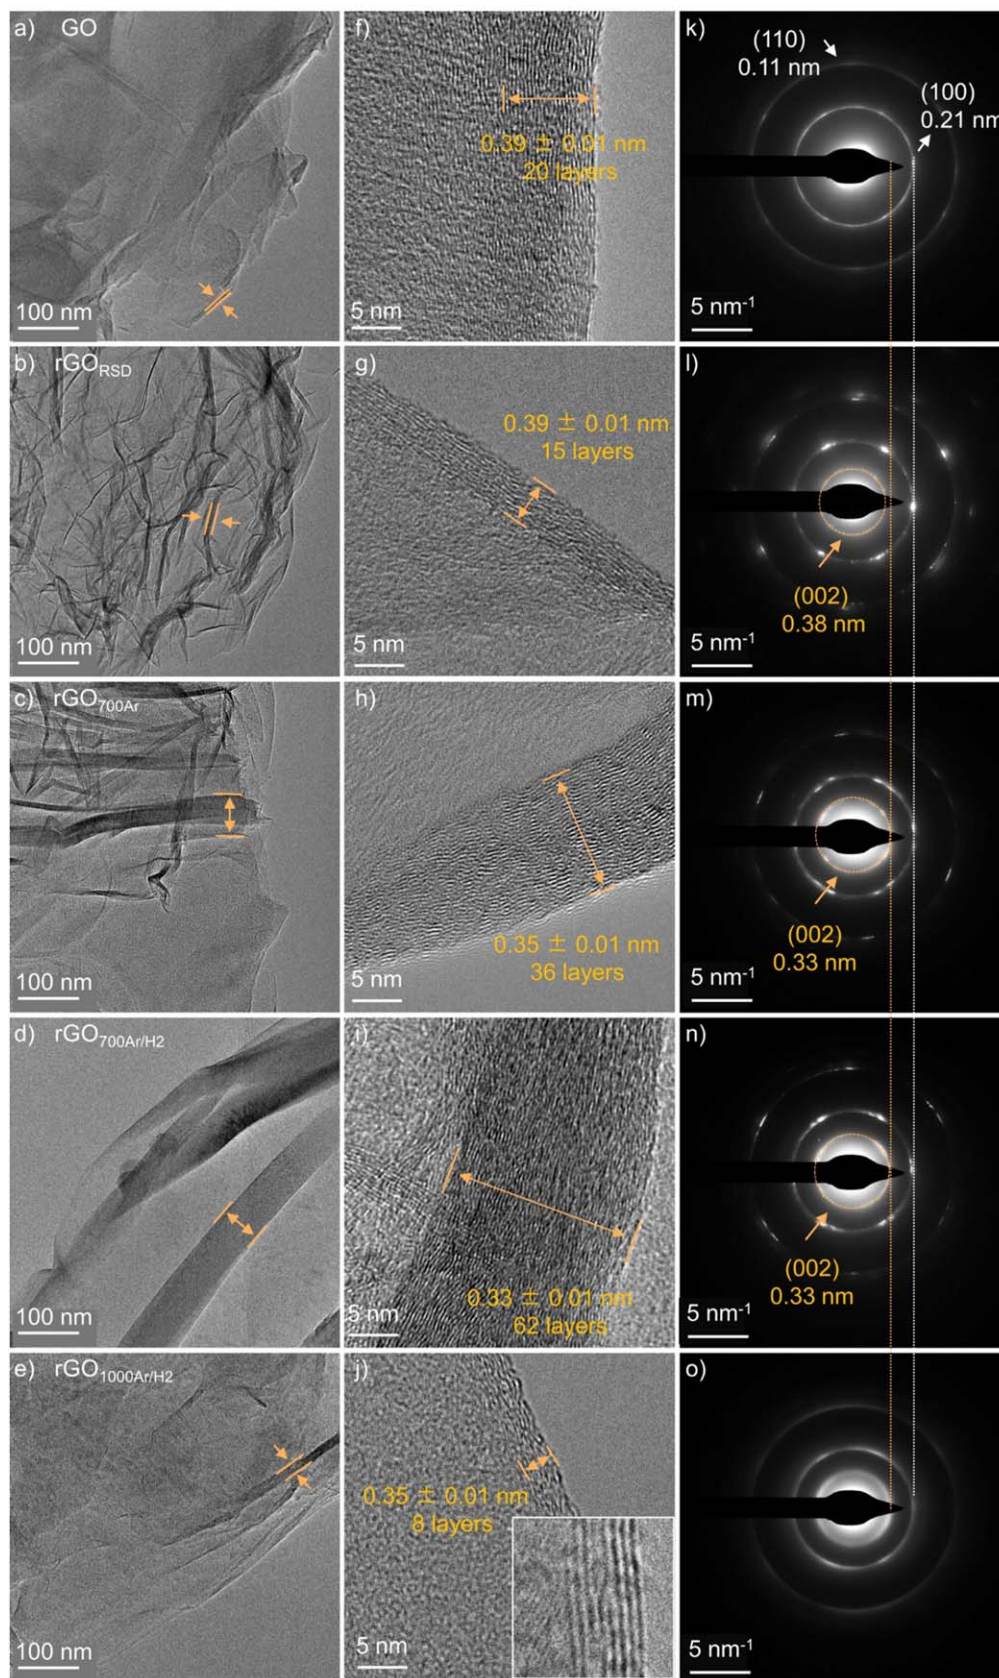 a) GO
100 nm
f)
0.39 ± 0.01 nm
20 layers
5 nm
k)
(110)
0.11 nm
(100)
0.21 nm
5 nm-1
b) rGORSD
100 nm
g)
0.39 ± 0.01 nm
15 layers
5 nm
l)
(002)
0.38 nm
5 nm-1
c) rGO700Ar
100 nm
h)
0.35 ± 0.01 nm
36 layers
5 nm
m)
(002)
0.33 nm
5 nm-1
d) rGO700Ar/H2
100 nm
i)
0.33 ± 0.01 nm
62 layers
5 nm
n)
(002)
0.33 nm
5 nm-1
e) rGO1000Ar/H2
100 nm
j)
0.35 ± 0.01 nm
8 layers
5 nm
o)
5 nm-1